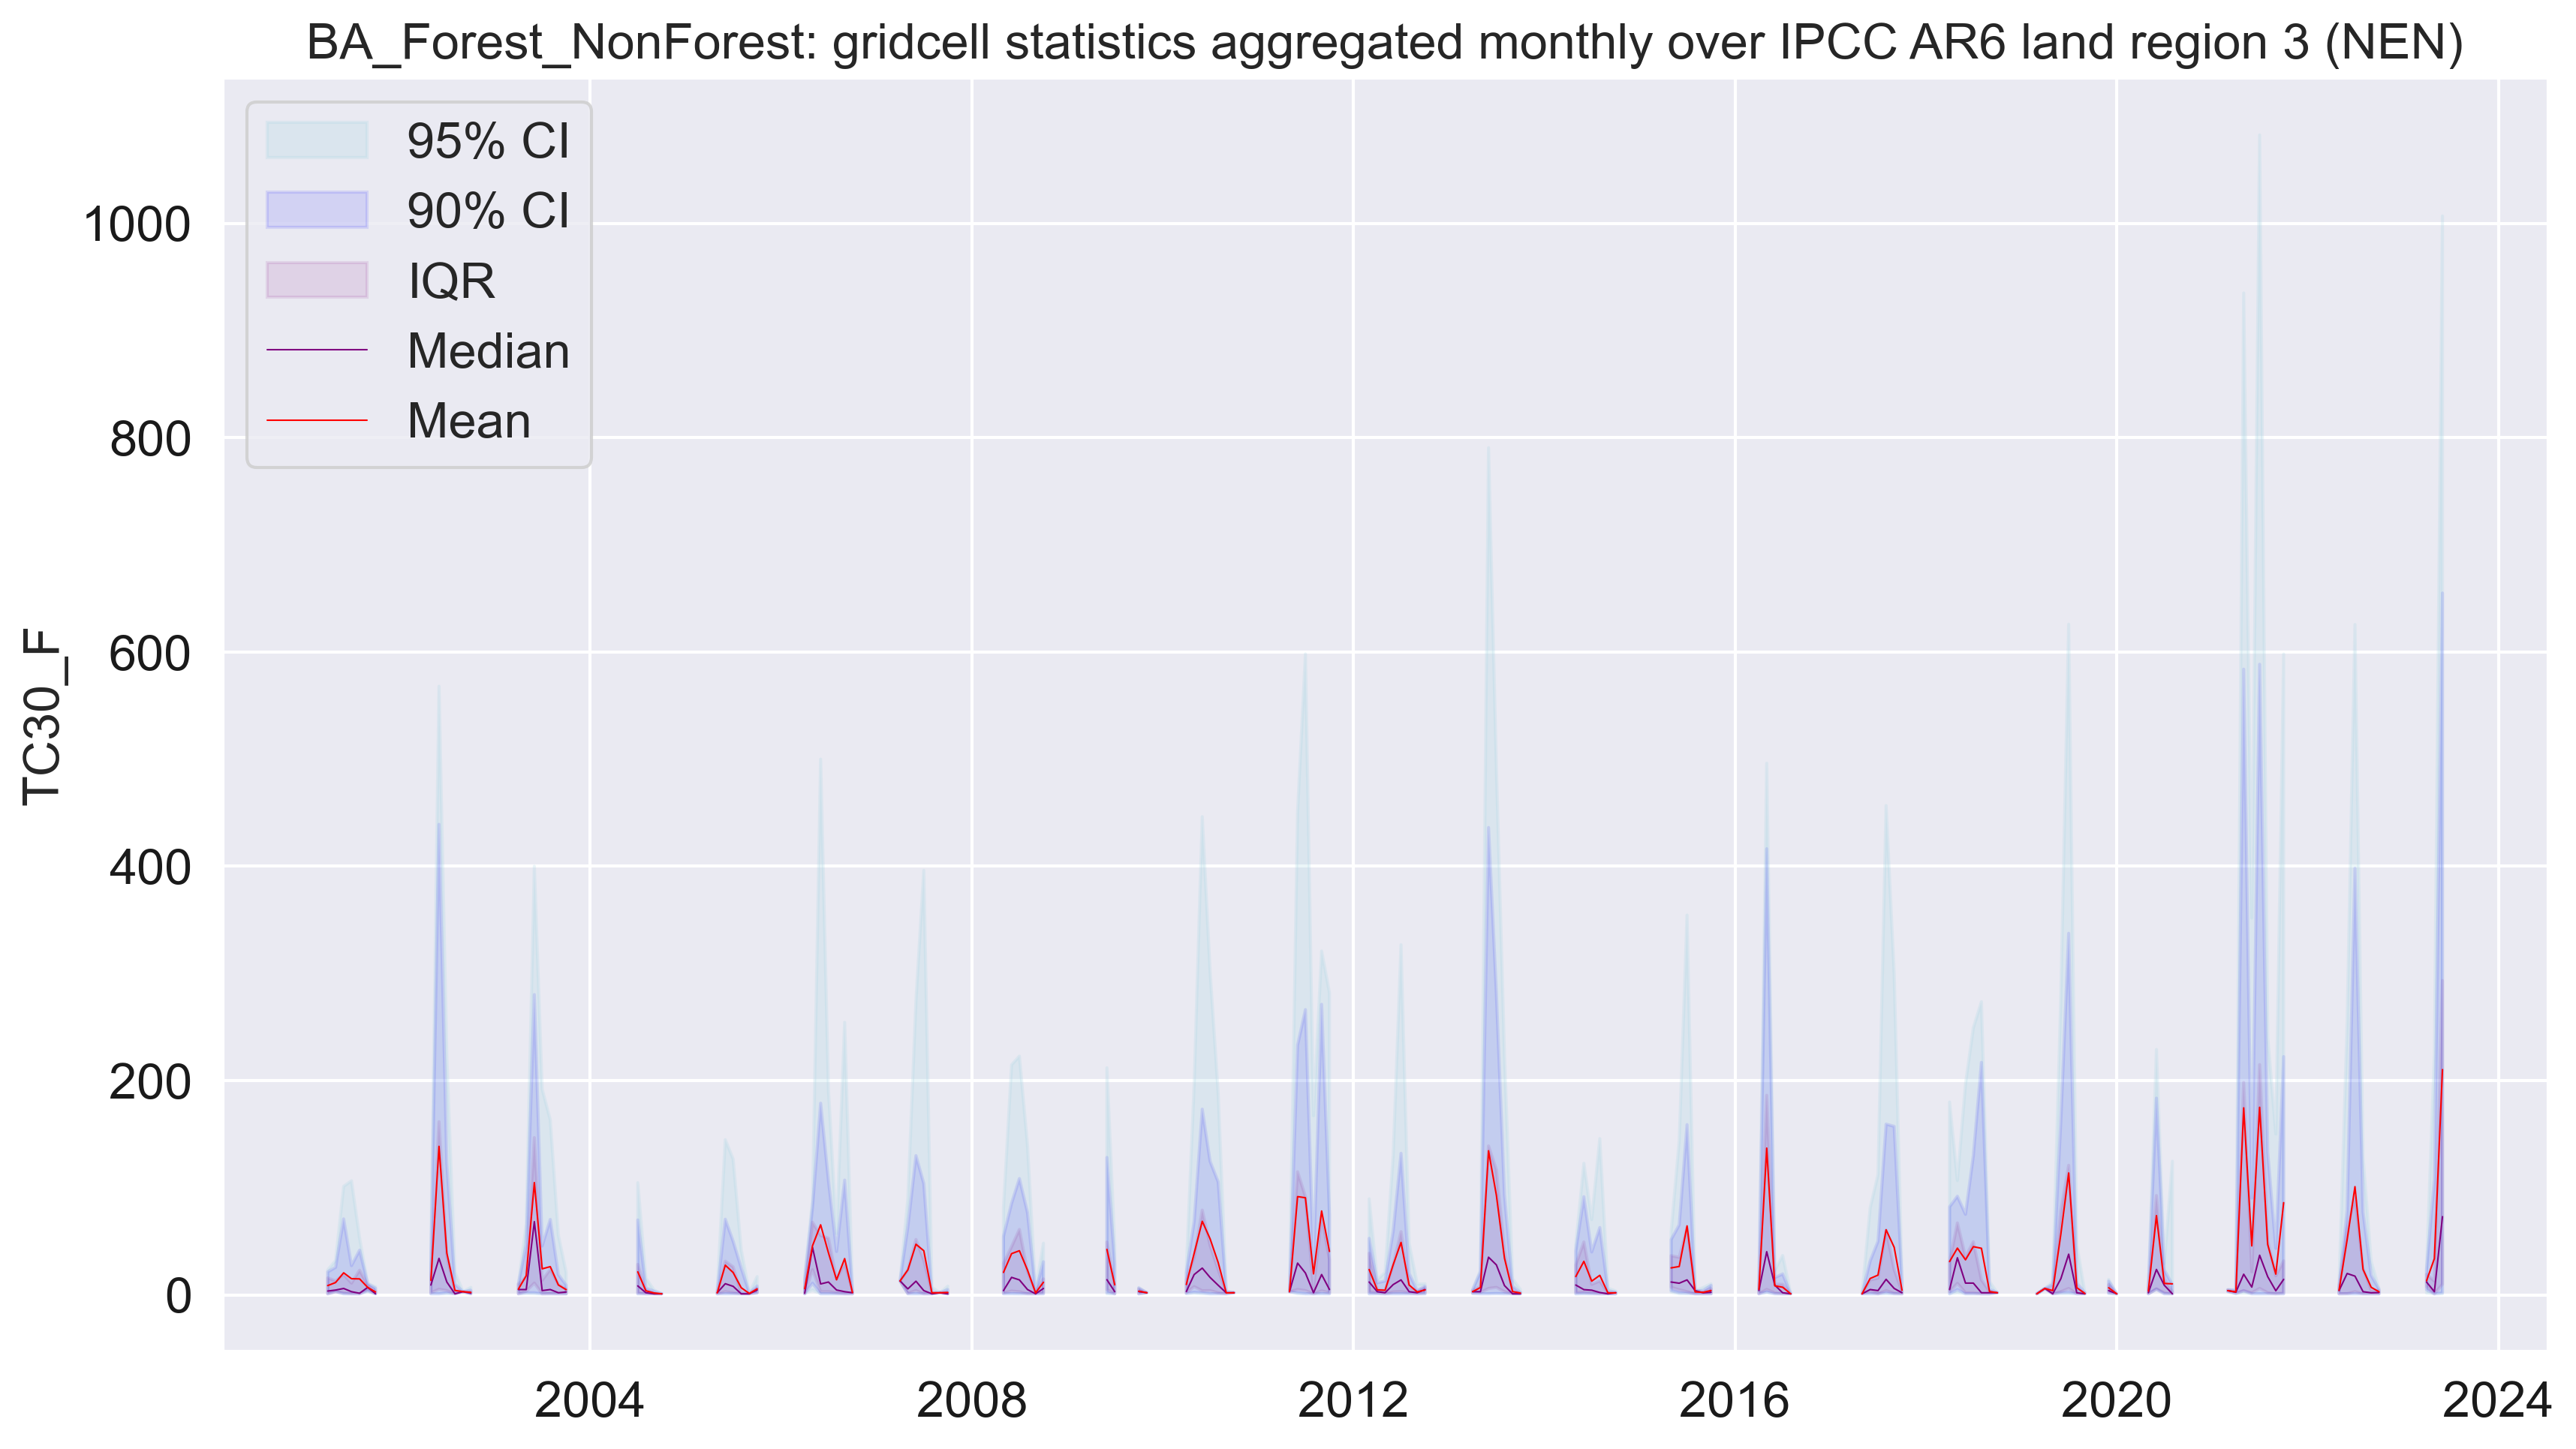 BA_Forest_NonForest: gridcell statistics aggregated monthly over IPCC AR6 land region 3 (NEN)
95% CI
90% CI
IQR
Median
Mean
TC30_F
1000
800
600
400
200
0
2004
2008
2012
2016
2020
2024